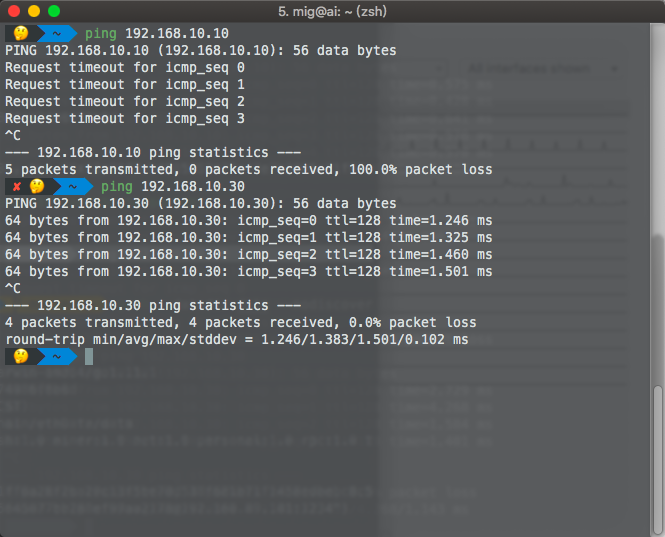 5. mig@ai: ~ (zsh)
🤔 ~ ping 192.168.10.10
PING 192.168.10.10 (192.168.10.10): 56 data bytes
Request timeout for icmp_seq 0
Request timeout for icmp_seq 1
Request timeout for icmp_seq 2
Request timeout for icmp_seq 3
^C
--- 192.168.10.10 ping statistics ---
5 packets transmitted, 0 packets received, 100.0% packet loss
✘ 🤔 ~ ping 192.168.10.30
PING 192.168.10.30 (192.168.10.30): 56 data bytes
64 bytes from 192.168.10.30: icmp_seq=0 ttl=128 time=1.246 ms
64 bytes from 192.168.10.30: icmp_seq=1 ttl=128 time=1.325 ms
64 bytes from 192.168.10.30: icmp_seq=2 ttl=128 time=1.460 ms
64 bytes from 192.168.10.30: icmp_seq=3 ttl=128 time=1.501 ms
^C
--- 192.168.10.30 ping statistics ---
4 packets transmitted, 4 packets received, 0.0% packet loss
round-trip min/avg/max/stddev = 1.246/1.383/1.501/0.102 ms
🤔 ~